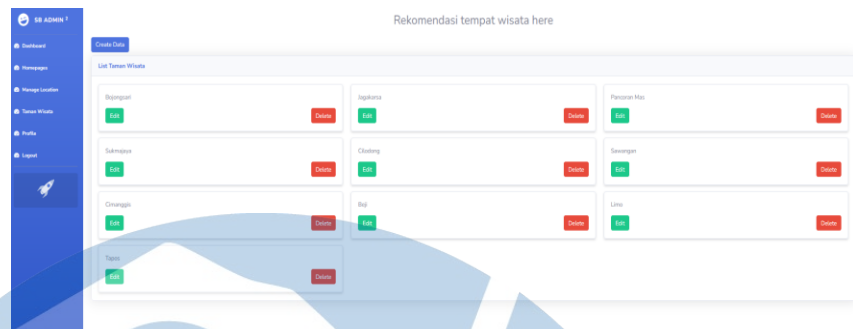 SB ADMIN 2
Rekomendasi tempat wisata here
Dashboard
Homepages
Manage Location
Taman Wisata
Profile
Logout
Create Data
List Taman Wisata
Bojongsari
Jagakarsa
Pancoran Mas
Edit Delete
Edit Delete
Edit Delete
Sukmajaya
Cilodong
Sawangan
Edit Delete
Edit Delete
Edit Delete
Cimanggis
Beji
Limo
Edit Delete
Edit Delete
Edit Delete
Tapos
Edit Delete